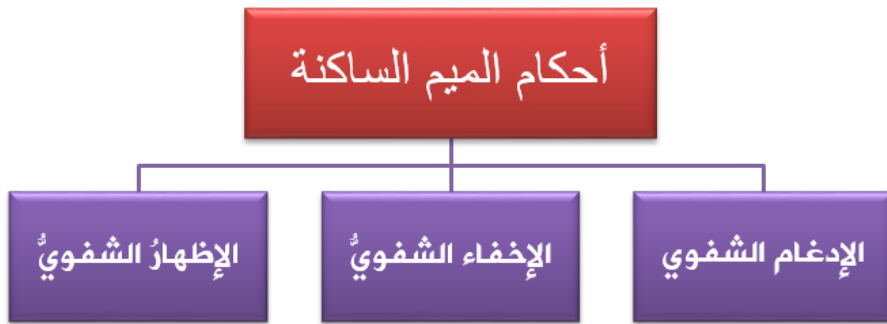 أحكام الميم الساكنة
الإدغام الشفوي
الإخفاء الشفويُّ
الإظهارُ الشفويُّ